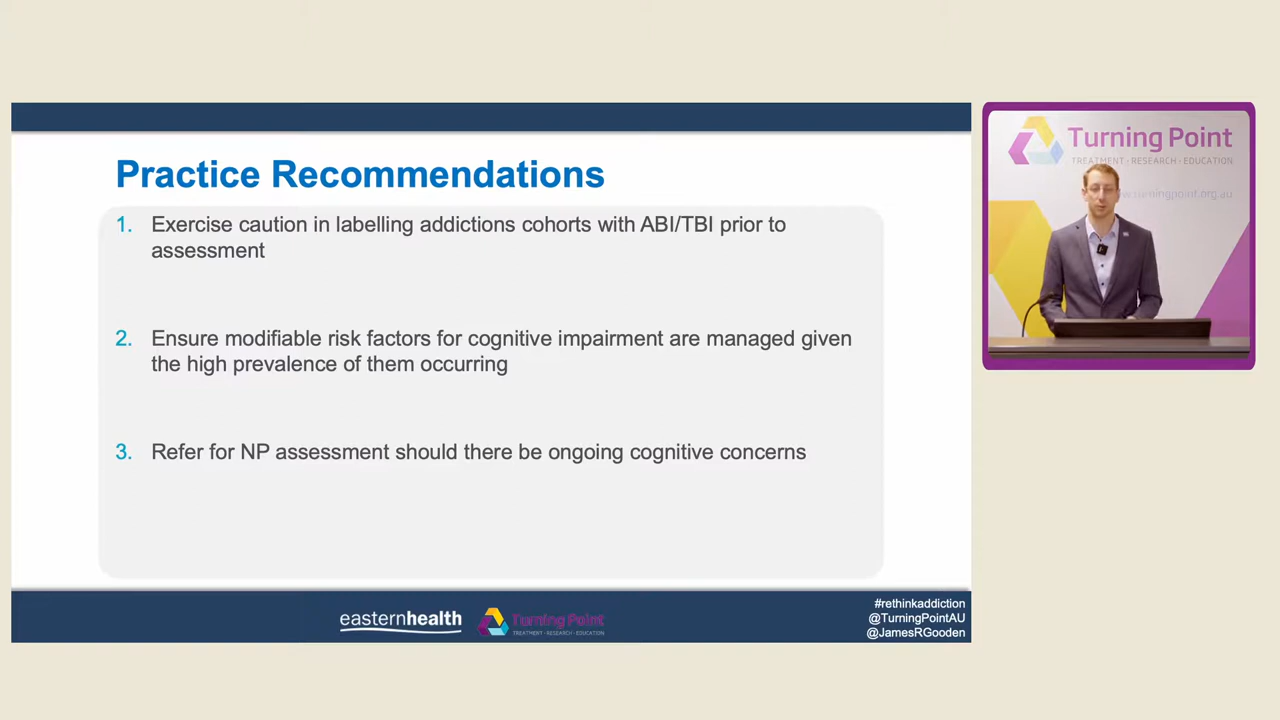 Practice Recommendations
1. Exercise caution in labelling addictions cohorts with ABI/TBI prior to
assessment
2. Ensure modifiable risk factors for cognitive impairment are managed given
the high prevalence of them occurring
3. Refer for NP assessment should there be ongoing cognitive concerns
easternhealth
Turning Point
TREATMENT · RESEARCH · EDUCATION
#rethinkaddiction
@TurningPointAU
@JamesRGooden
Turning Point
TREATMENT · RESEARCH · EDUCATION
www.turningpoint.org.au